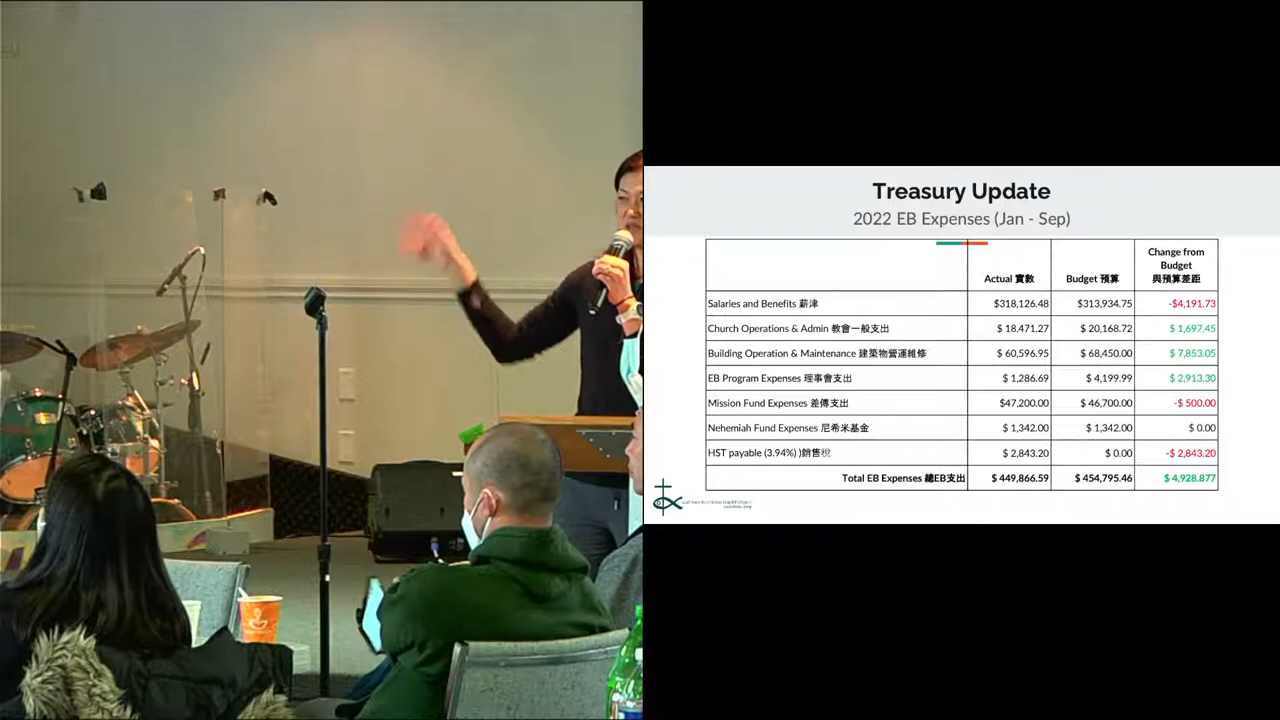 Treasury Update
2022 EB Expenses (Jan - Sep)
Actual 實數 Budget 預算 Change from Budget 與預算差距
Salaries and Benefits 薪津 $318,126.48 $313,934.75 -$4,191.73
Church Operations & Admin 教會一般支出 $ 18,471.27 $ 20,168.72 $ 1,697.45
Building Operation & Maintenance 建築物營運維修 $ 60,596.95 $ 68,450.00 $ 7,853.05
EB Program Expenses 理事會支出 $ 1,286.69 $ 4,199.99 $ 2,913.30
Mission Fund Expenses 差傳支出 $47,200.00 $ 46,700.00 -$ 500.00
Nehemiah Fund Expenses 尼希米基金 $ 1,342.00 $ 1,342.00 $ 0.00
HST payable (3.94%) )銷售稅 $ 2,843.20 $ 0.00 -$ 2,843.20
Total EB Expenses 總EB支出 $ 449,866.59 $ 454,795.46 $ 4,928.877